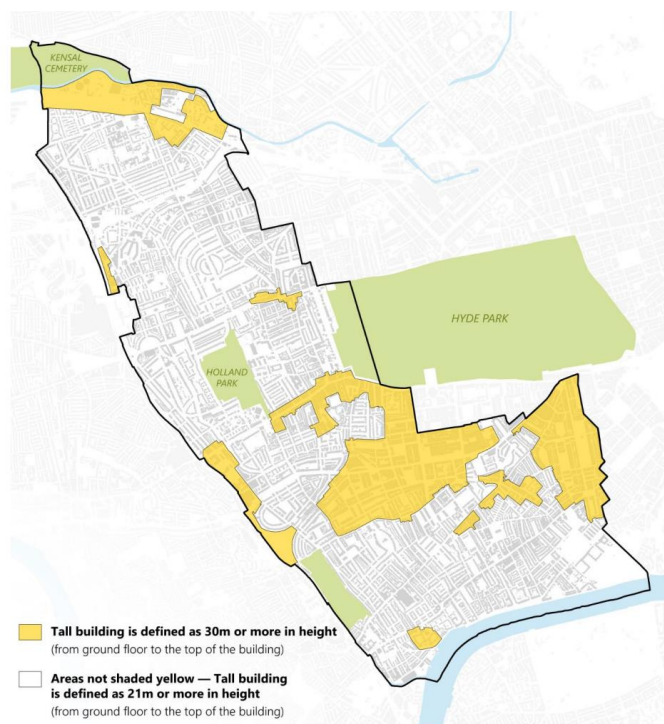 KENSAL
CEMETERY
HYDE PARK
HOLLAND
PARK
Tall building is defined as 30m or more in height
(from ground floor to the top of the building)
Areas not shaded yellow — Tall building
is defined as 21m or more in height
(from ground floor to the top of the building)